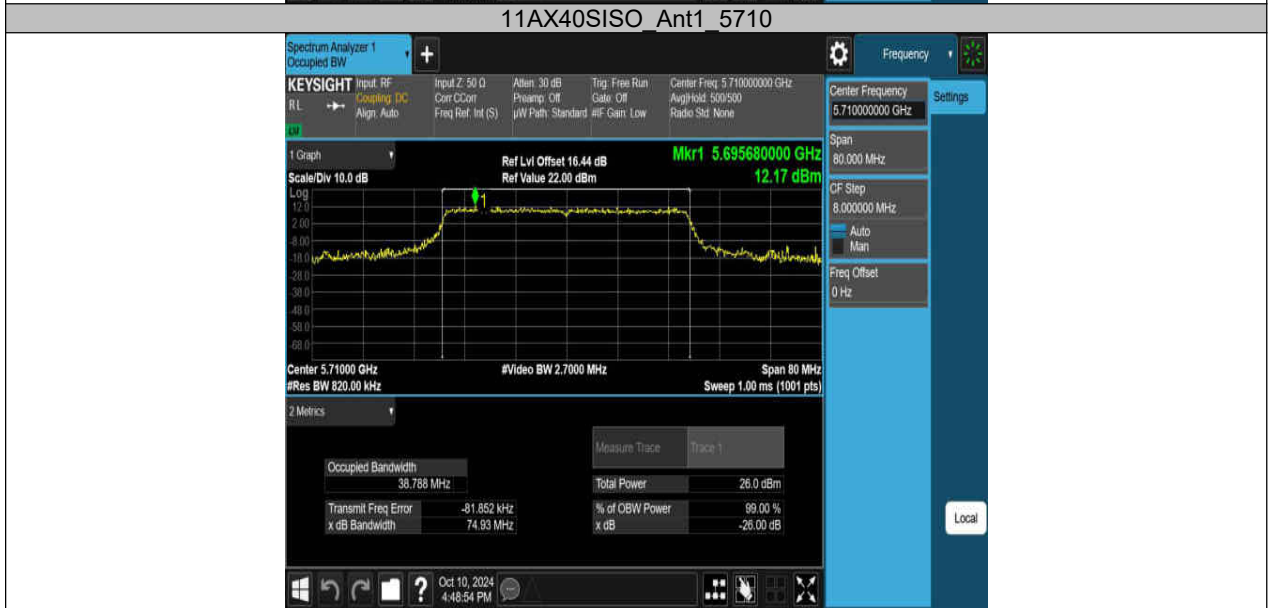 11AX40SISO_Ant1_5710
Spectrum Analyzer 1
Occupied BW
+
Frequency
KEYSIGHT
RL
LM
Input: RF
Coupling: DC
Align: Auto
Input Z: 50 Ω
Corr CCorr
Freq Ref: Int (S)
Atten: 30 dB
Preamp: Off
µW Path: Standard
Trig: Free Run
Gate: Off
#IF Gain: Low
Center Freq: 5.710000000 GHz
Avg|Hold: 500/500
Radio Std: None
Center Frequency
5.710000000 GHz
Settings
Span
80.000 MHz
CF Step
8.000000 MHz
Auto
Man
Freq Offset
0 Hz
Local
1 Graph
Scale/Div 10.0 dB
Ref Lvl Offset 16.44 dB
Ref Value 22.00 dBm
Mkr1 5.695680000 GHz
12.17 dBm
Log
1
12.0
2.00
-8.00
-18.0
-28.0
-38.0
-48.0
-58.0
-68.0
Center 5.71000 GHz
#Video BW 2.7000 MHz
Span 80 MHz
#Res BW 820.00 kHz
Sweep 1.00 ms (1001 pts)
2 Metrics
Measure Trace
Trace 1
Occupied Bandwidth
38.788 MHz
Total Power
26.0 dBm
Transmit Freq Error
-81.852 kHz
% of OBW Power
99.00 %
x dB Bandwidth
74.93 MHz
x dB
-26.00 dB
?
Oct 10, 2024
4:48:54 PM